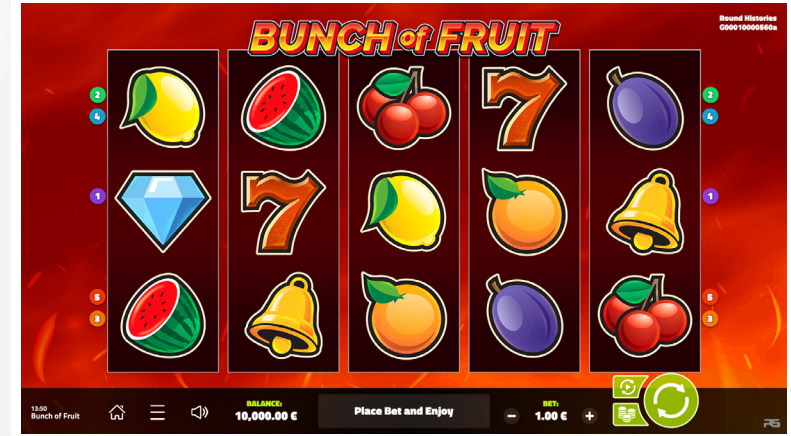 BUNCH of FRUIT
Round Histories
G00010000560a
2
2
4
4
1
1
5
5
3
3
13:50
Bunch of Fruit
BALANCE:
10,000.00 €
Place Bet and Enjoy
BET:
1.00 €